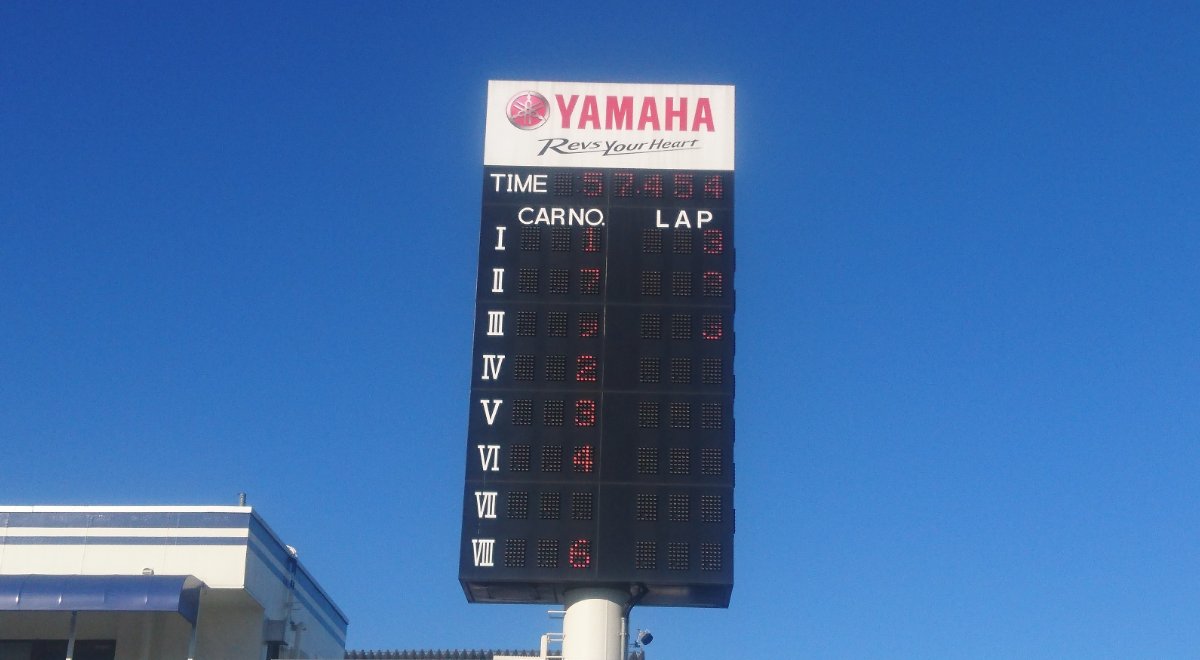 YAMAHA
Revs Your Heart
TIME 57.454
CAR NO. LAP
I 1 3
II 7 3
III 3
IV 2
V 3
VI 4
VII
VIII 6